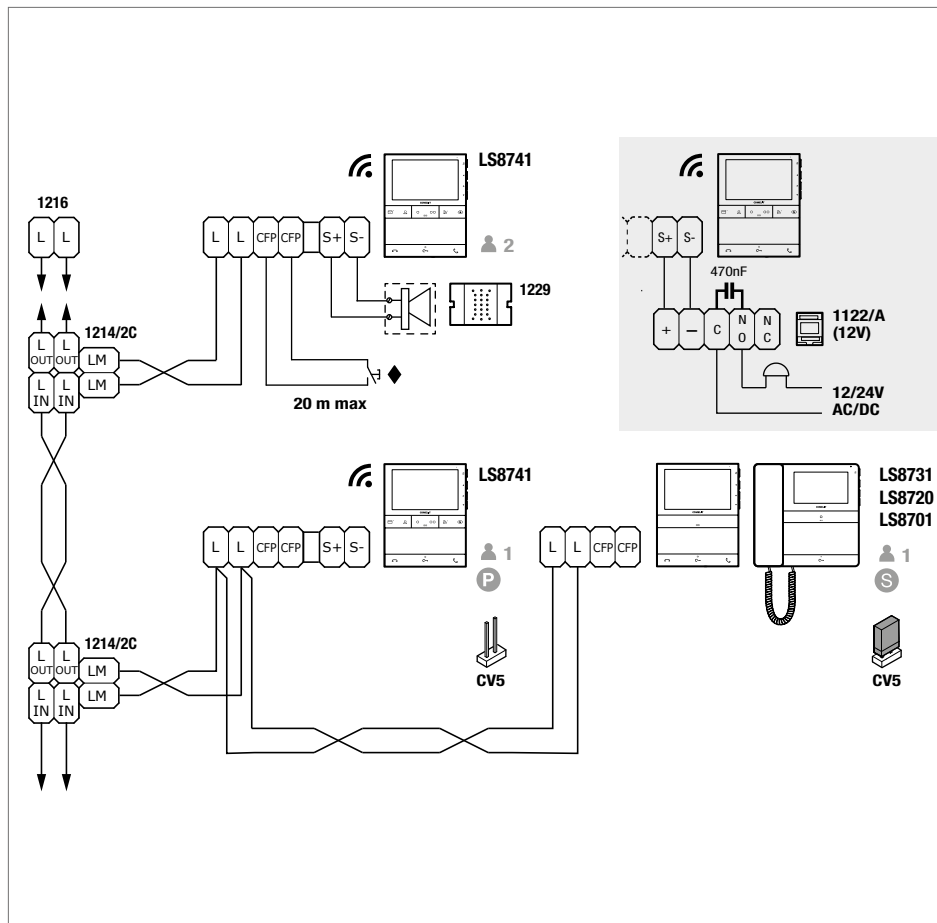 LS8741
2
1216
L L
L L CFP CFP S+ S-
1229
1214/2C
L OUT L OUT LM
L IN L IN LM
20 m max
S+ S-
470nF
+ – C NO NC
1122/A
(12V)
12/24V
AC/DC
LS8741
1
P
L L CFP CFP S+ S-
CV5
L L CFP CFP
LS8731
LS8720
LS8701
1
S
CV5
1214/2C
L OUT L OUT LM
L IN L IN LM